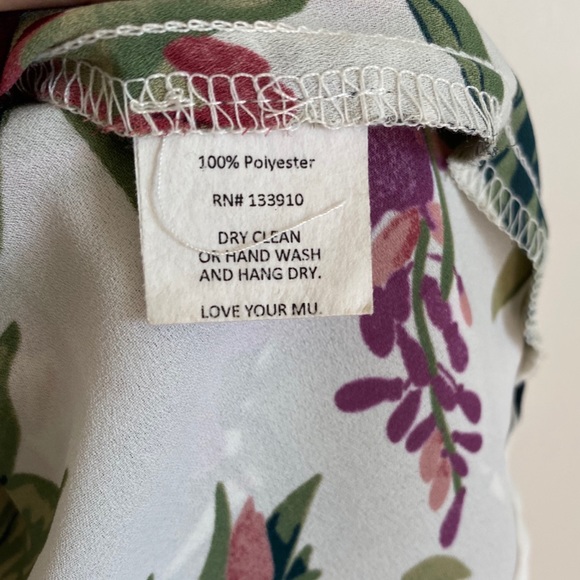 100% Polyester
RN# 133910
DRY CLEAN
OR HAND WASH
AND HANG DRY.
LOVE YOUR MU.